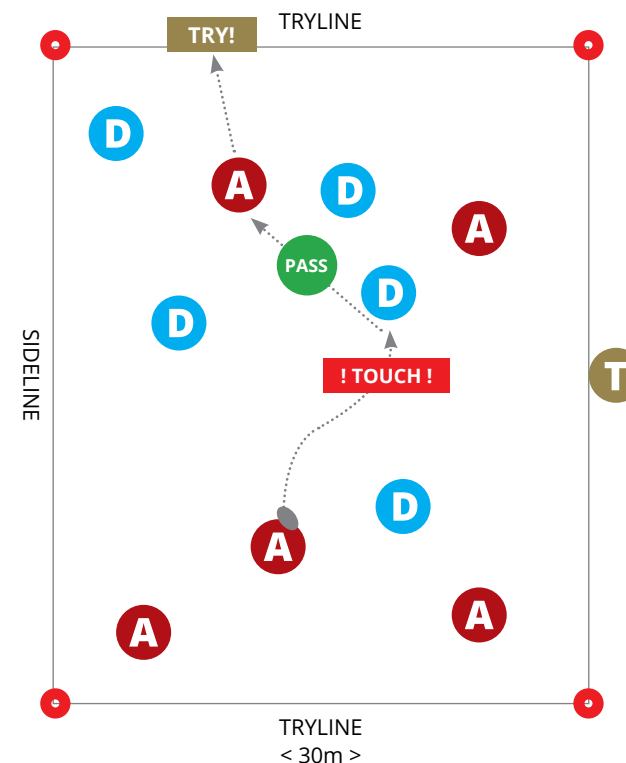 TRYLINE
TRY!
D
A
D
A
PASS
D
D
SIDELINE
! TOUCH !
T
D
A
A
A
TRYLINE
< 30m >